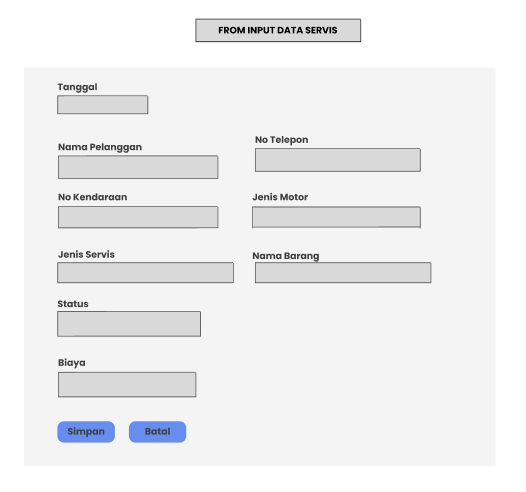 FROM INPUT DATA SERVIS
Tanggal
Nama Pelanggan
No Telepon
No Kendaraan
Jenis Motor
Jenis Servis
Nama Barang
Status
Biaya
Simpan
Batal